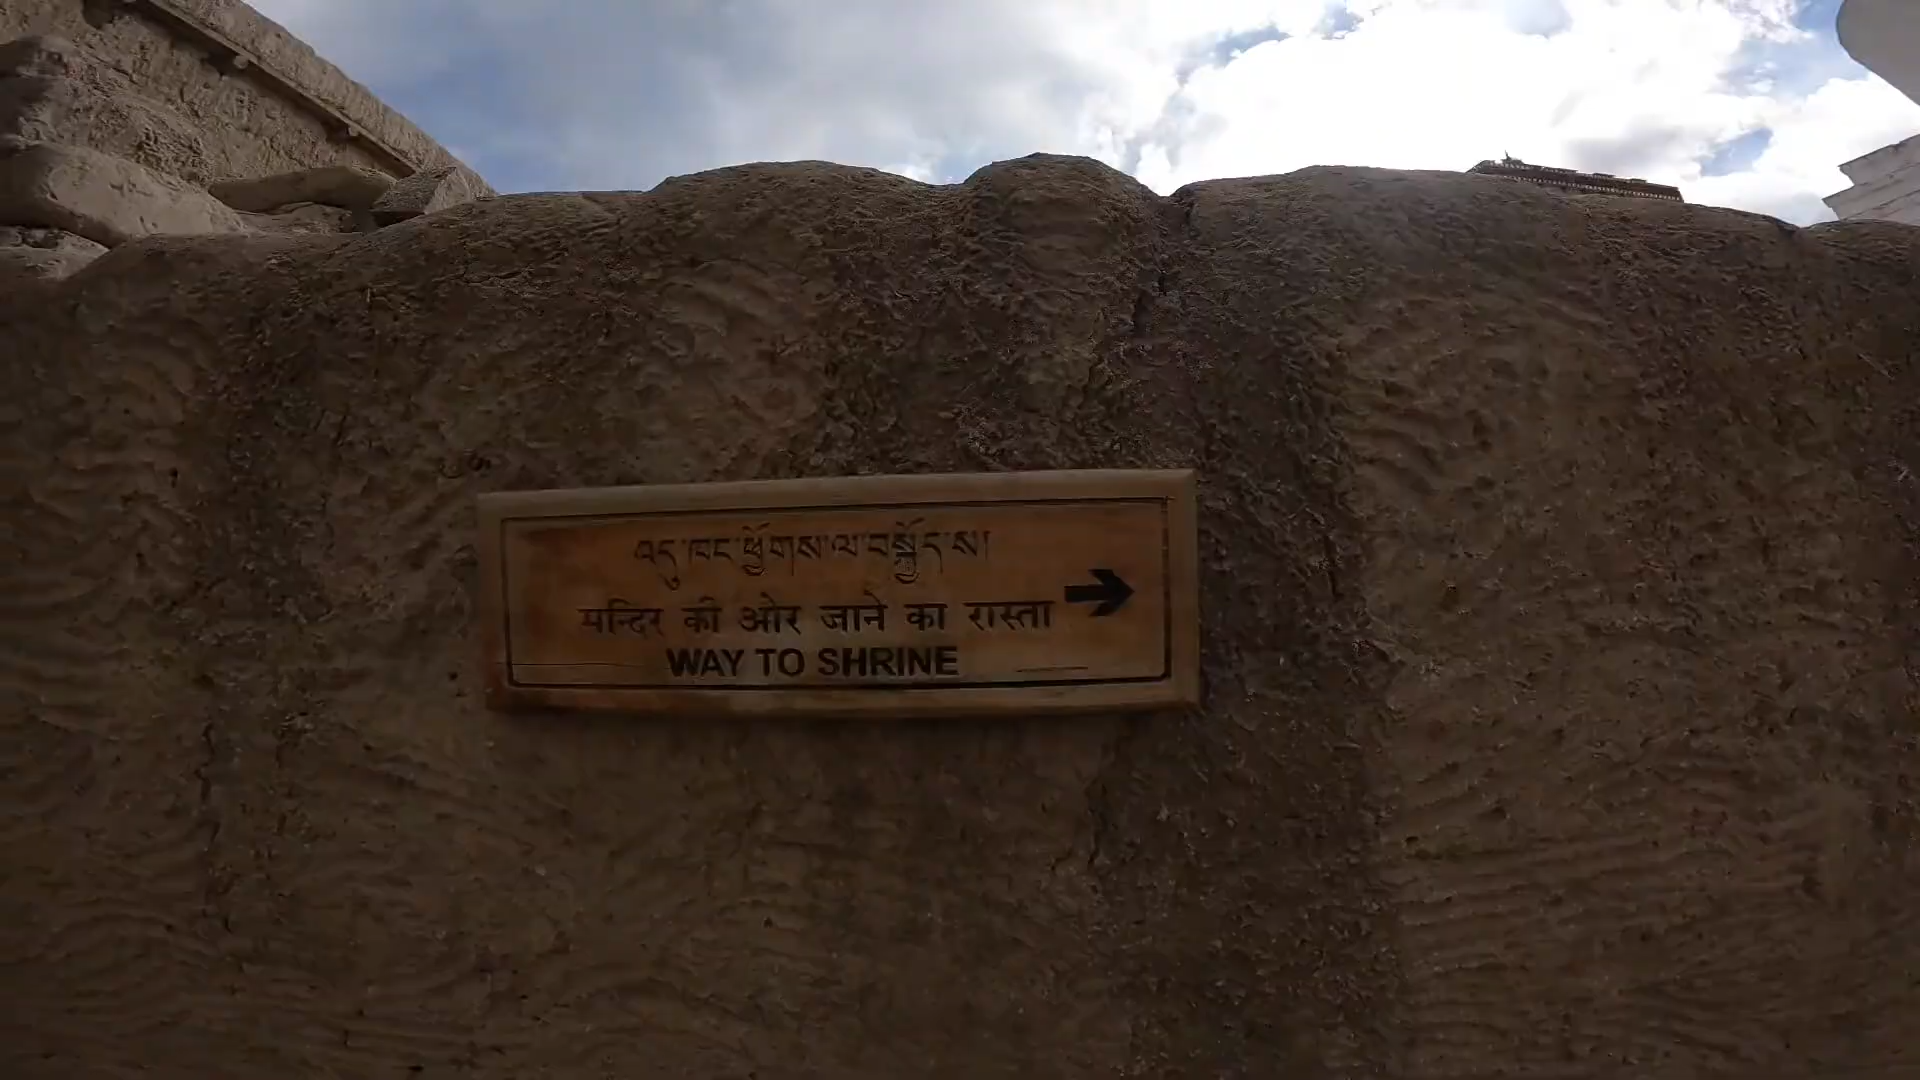 འདུ་ཁང་ཕྱོགས་ལ་བསྐྱོད་ས།
मन्दिर की ओर जाने का रास्ता
WAY TO SHRINE